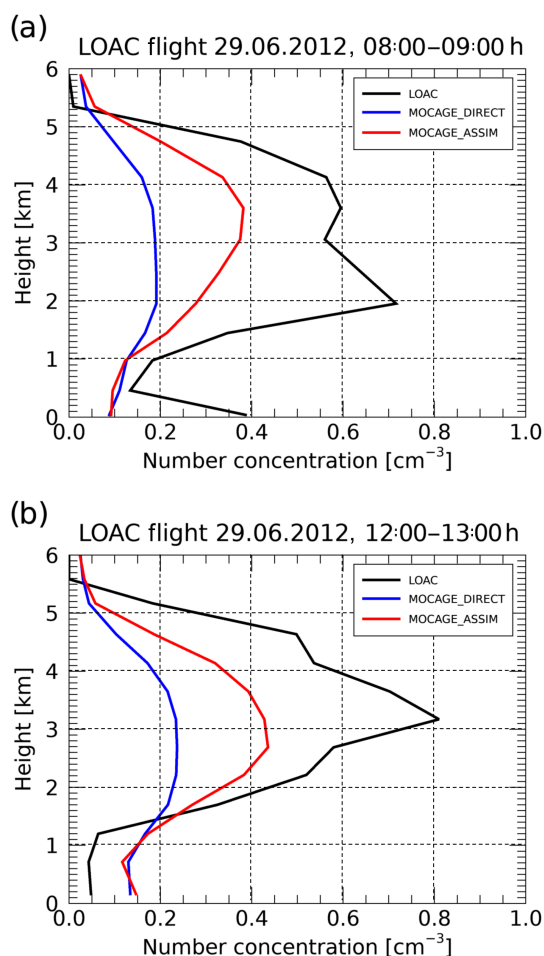 (a)
LOAC flight 29.06.2012, 08:00–09:00 h
6
5
4
3
2
1
0
Height [km]
LOAC
MOCAGE_DIRECT
MOCAGE_ASSIM
0.0 0.2 0.4 0.6 0.8 1.0
Number concentration [cm⁻³]
(b)
LOAC flight 29.06.2012, 12:00–13:00 h
6
5
4
3
2
1
0
Height [km]
LOAC
MOCAGE_DIRECT
MOCAGE_ASSIM
0.0 0.2 0.4 0.6 0.8 1.0
Number concentration [cm⁻³]